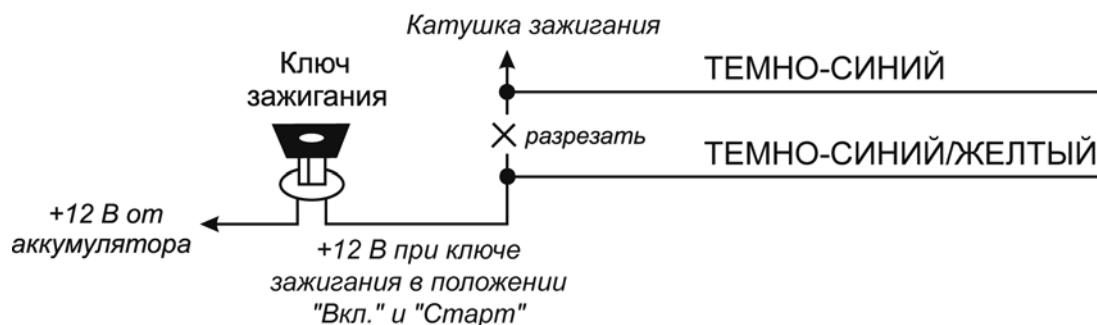 Катушка зажигания
Ключ
зажигания
ТЕМНО-СИНИЙ
разрезать
ТЕМНО-СИНИЙ/ЖЕЛТЫЙ
+12 В от
аккумулятора
+12 В при ключе
зажигания в положении
"Вкл." и "Старт"